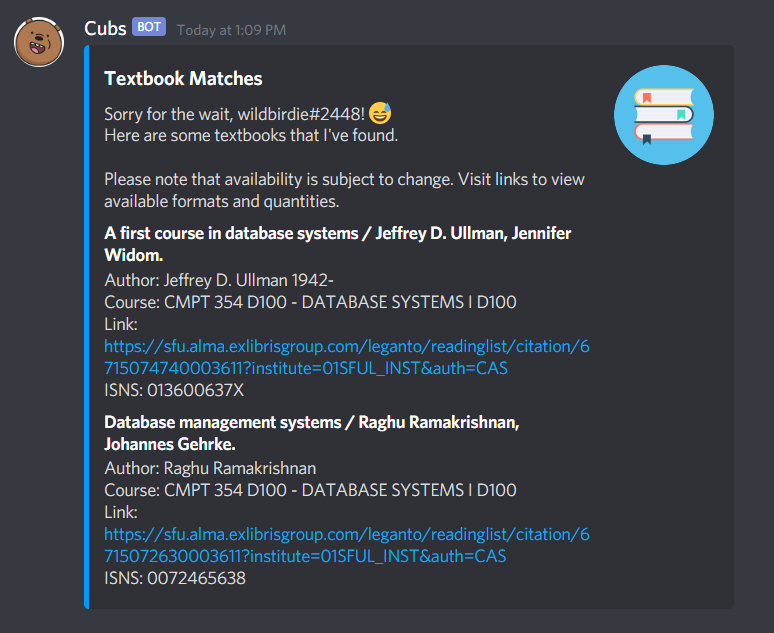 Cubs BOT Today at 1:09 PM
Textbook Matches
Sorry for the wait, wildbirdie#2448! 😅
Here are some textbooks that I've found.
Please note that availability is subject to change. Visit links to view
available formats and quantities.
A first course in database systems / Jeffrey D. Ullman, Jennifer
Widom.
Author: Jeffrey D. Ullman 1942-
Course: CMPT 354 D100 - DATABASE SYSTEMS I D100
Link:
https://sfu.alma.exlibrisgroup.com/leganto/readinglist/citation/6
715074740003611?institute=01SFUL_INST&auth=CAS
ISNS: 013600637X
Database management systems / Raghu Ramakrishnan,
Johannes Gehrke.
Author: Raghu Ramakrishnan
Course: CMPT 354 D100 - DATABASE SYSTEMS I D100
Link:
https://sfu.alma.exlibrisgroup.com/leganto/readinglist/citation/6
715072630003611?institute=01SFUL_INST&auth=CAS
ISNS: 0072465638